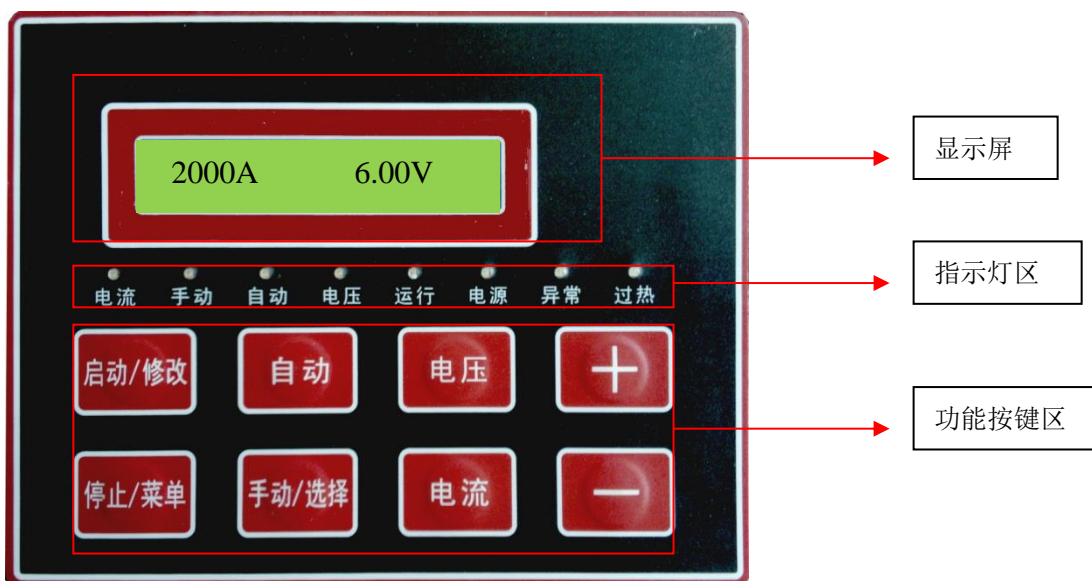 2000A 6.00V
显示屏
电流 手动 自动 电压 运行 电源 异常 过热
指示灯区
启动/修改 自动 电压 +
功能按键区
停止/菜单 手动/选择 电流 —